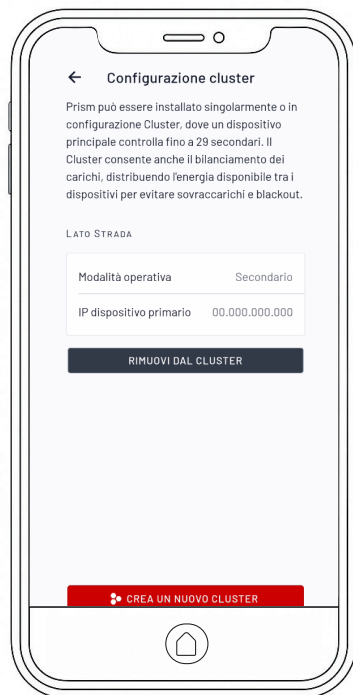 Configurazione cluster
Prism può essere installato singolarmente o in
configurazione Cluster, dove un dispositivo
principale controlla fino a 29 secondari. Il
Cluster consente anche il bilanciamento dei
carichi, distribuendo l'energia disponibile tra i
dispositivi per evitare sovraccarichi e blackout.
LATO STRADA
Modalità operativa Secondario
IP dispositivo primario 00.000.000.000
RIMUOVI DAL CLUSTER
CREA UN NUOVO CLUSTER